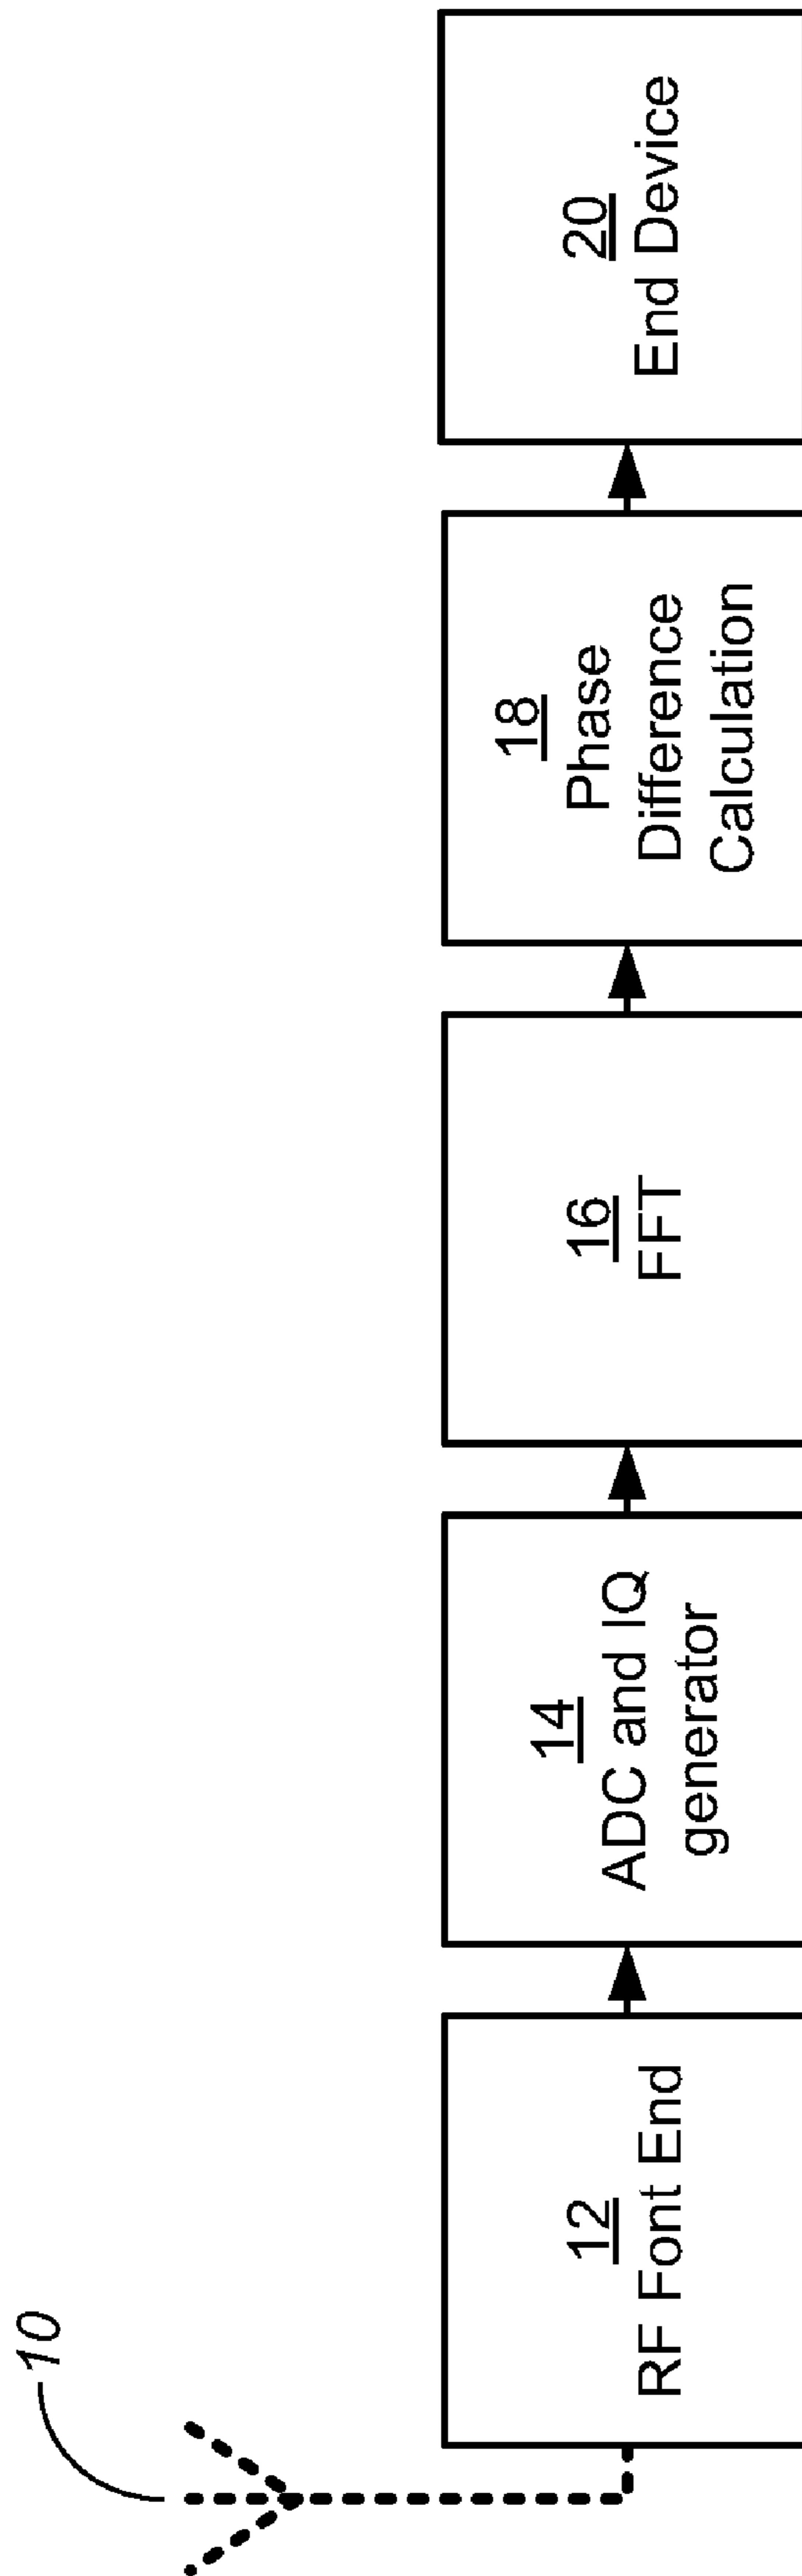 10
12
RF Font End
14
ADC and IQ
generator
16
FFT
18
Phase
Difference
Calculation
20
End Device